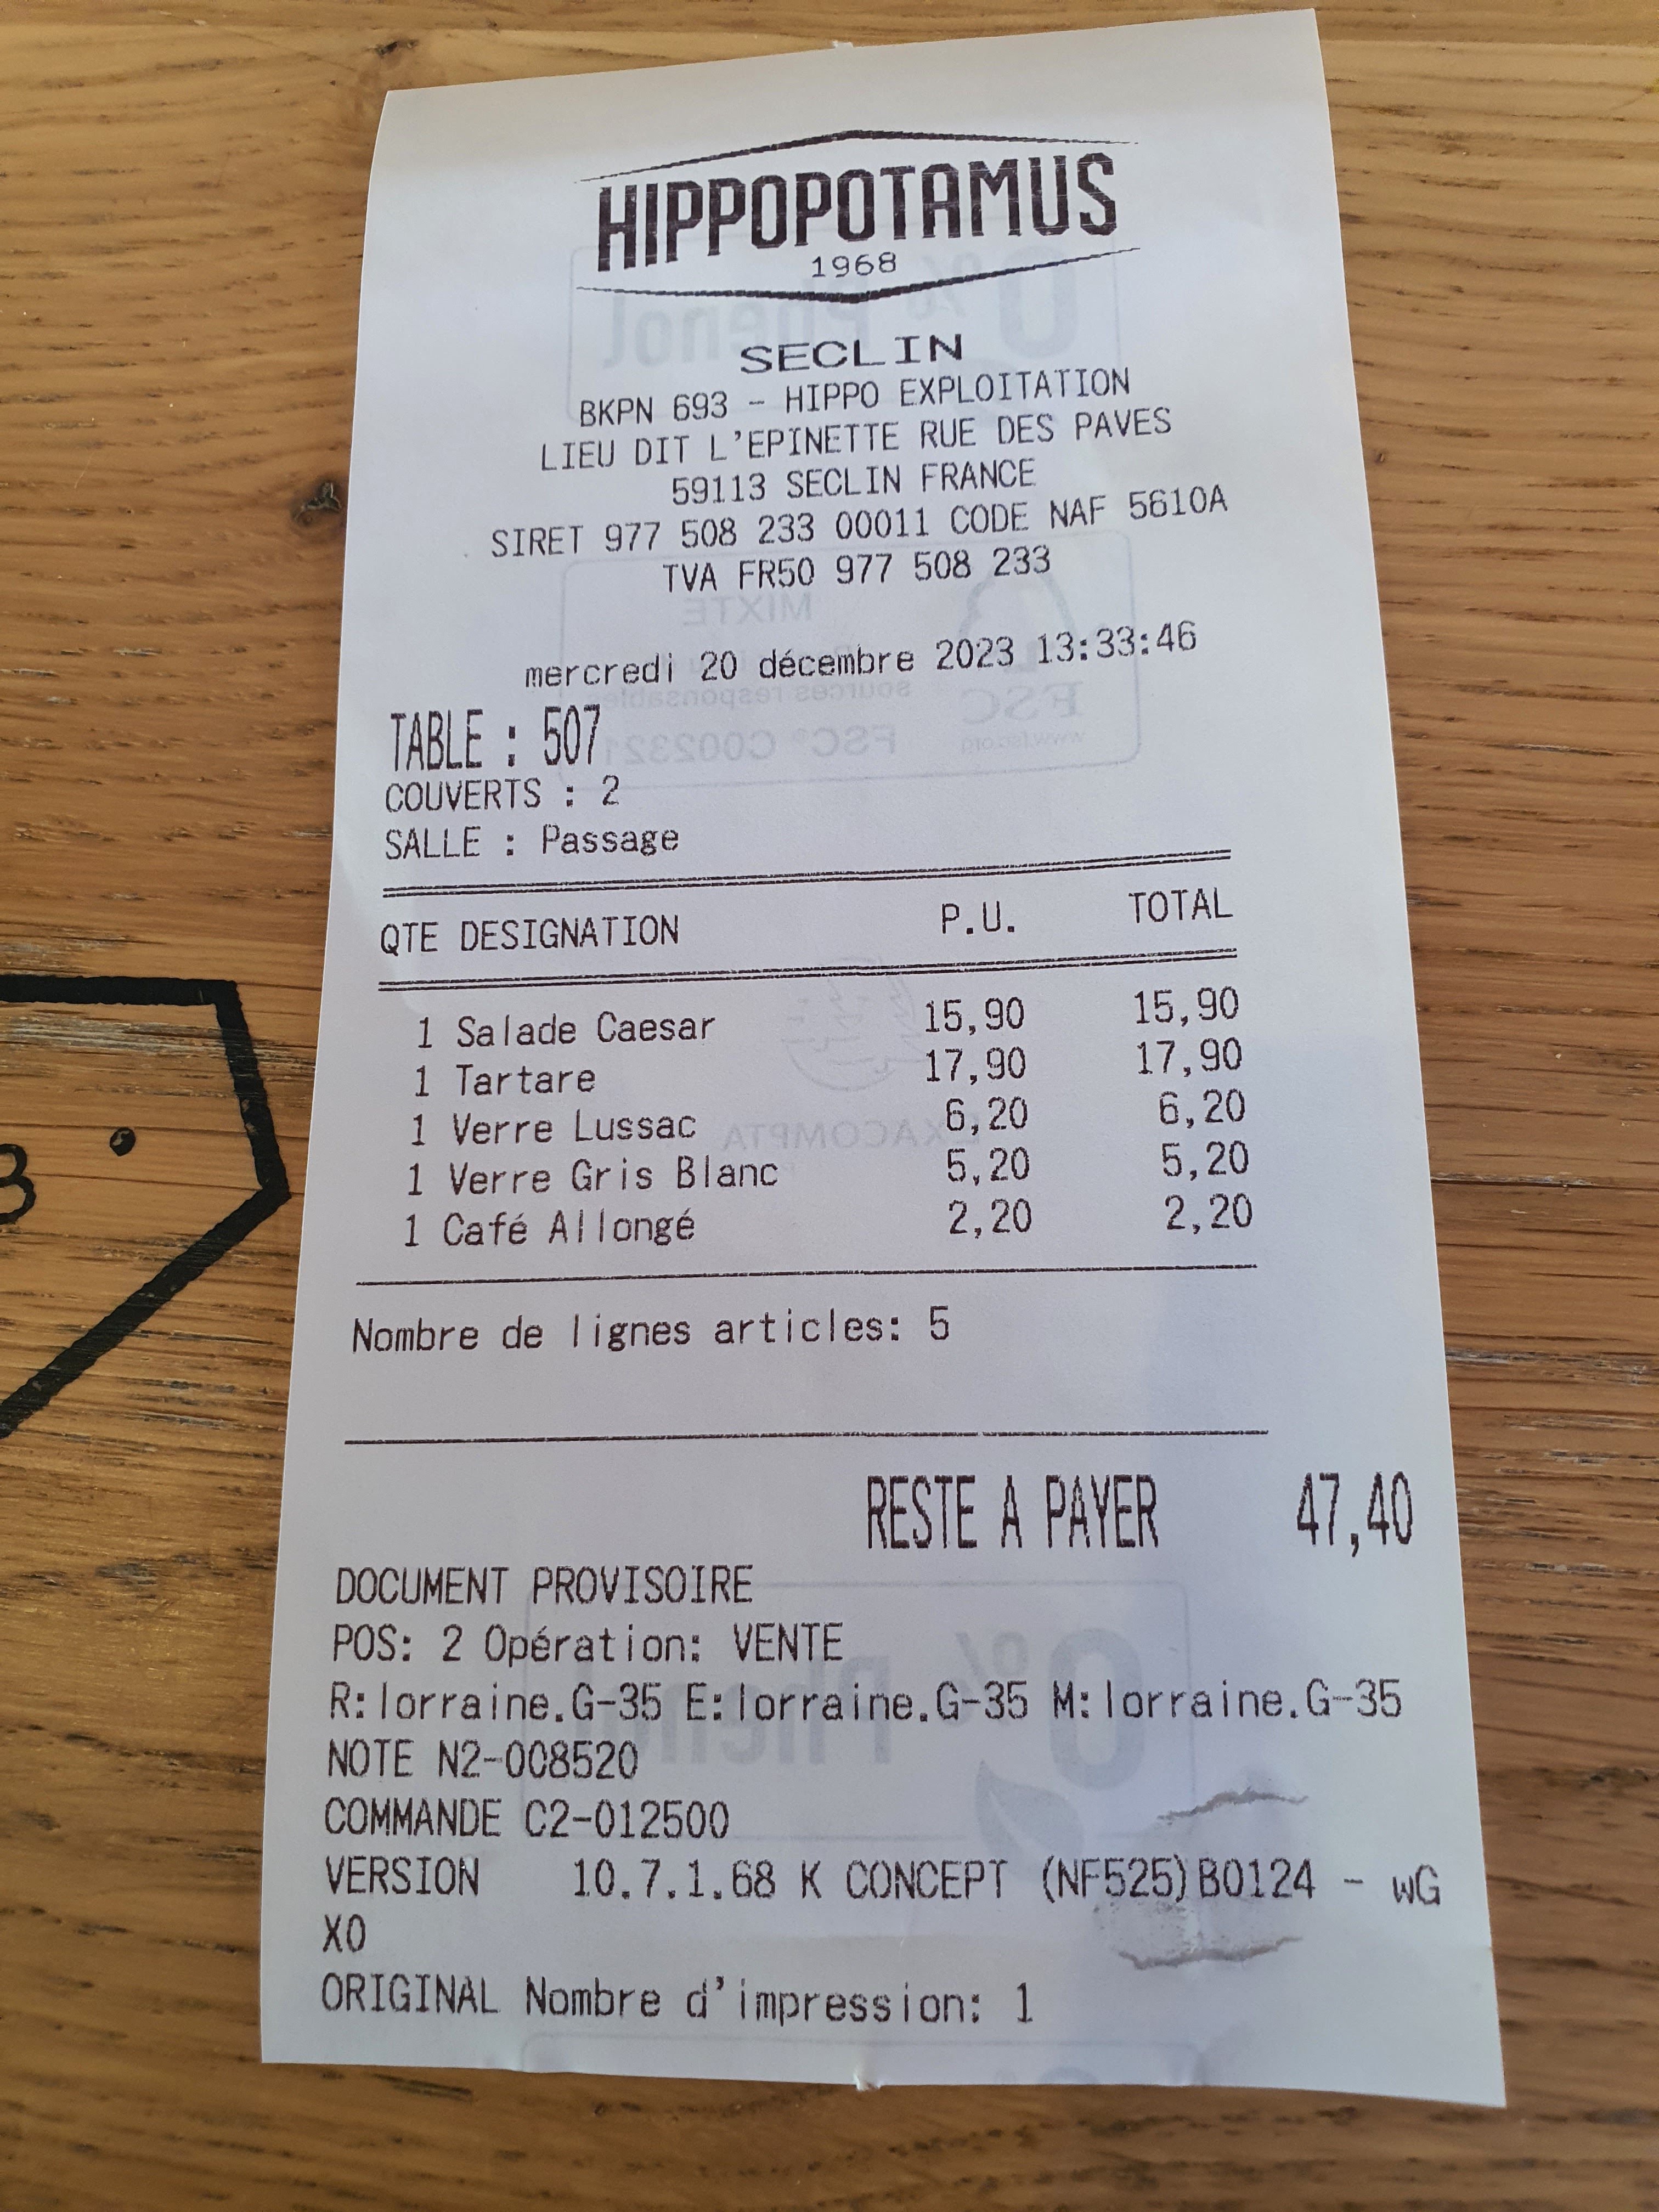 HIPPOPOTAMUS
1968
SECLIN
BKPN 693 - HIPPO EXPLOITATION
LIEU DIT L'EPINETTE RUE DES PAVES
59113 SECLIN FRANCE
SIRET 977 508 233 00011 CODE NAF 5610A
TVA FR50 977 508 233
mercredi 20 décembre 2023 13:33:46
TABLE : 507
COUVERTS : 2
SALLE : Passage
QTE DESIGNATION P.U. TOTAL
1 Salade Caesar 15,90 15,90
1 Tartare 17,90 17,90
1 Verre Lussac 6,20 6,20
1 Verre Gris Blanc 5,20 5,20
1 Café Allongé 2,20 2,20
Nombre de lignes articles: 5
RESTE A PAYER 47,40
DOCUMENT PROVISOIRE
POS: 2 Opération: VENTE
R:lorraine.G-35 E:lorraine.G-35 M:lorraine.G-35
NOTE N2-008520
COMMANDE C2-012500
VERSION 10.7.1.68 K CONCEPT (NF525)B0124 - wG
XO
ORIGINAL Nombre d'impression: 1